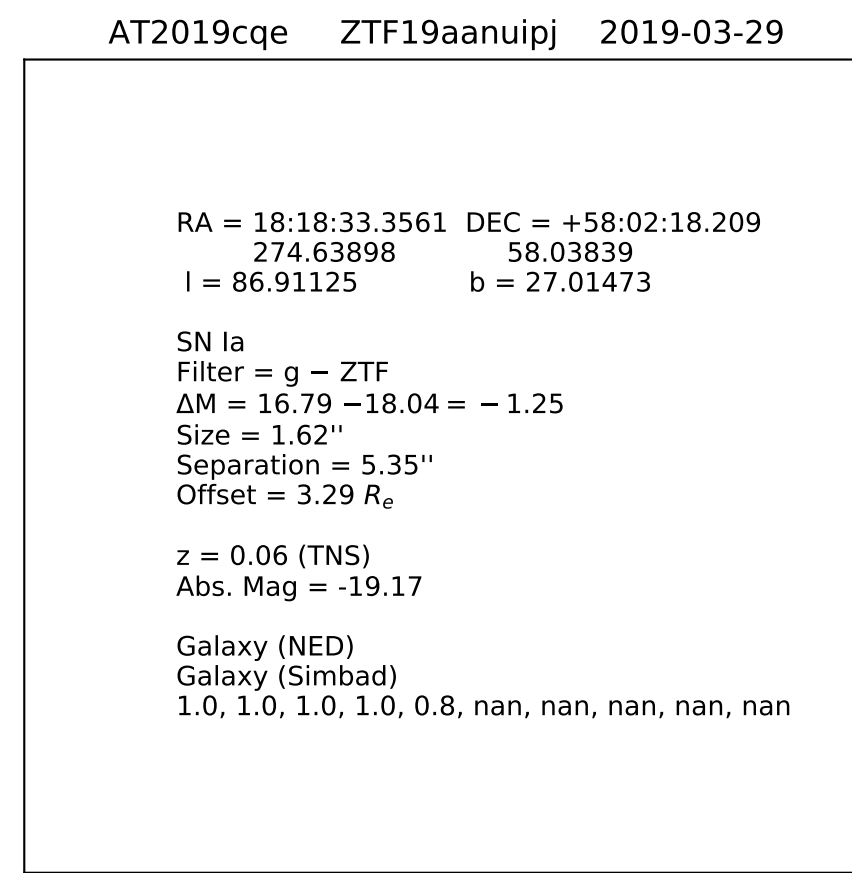 AT2019cqe ZTF19aanuipj 2019-03-29
RA = 18:18:33.3561 DEC = +58:02:18.209
274.63898 58.03839
l = 86.91125 b = 27.01473
SN Ia
Filter = g − ZTF
ΔM = 16.79 −18.04 = − 1.25
Size = 1.62''
Separation = 5.35''
Offset = 3.29 Rₑ
z = 0.06 (TNS)
Abs. Mag = -19.17
Galaxy (NED)
Galaxy (Simbad)
1.0, 1.0, 1.0, 1.0, 0.8, nan, nan, nan, nan, nan